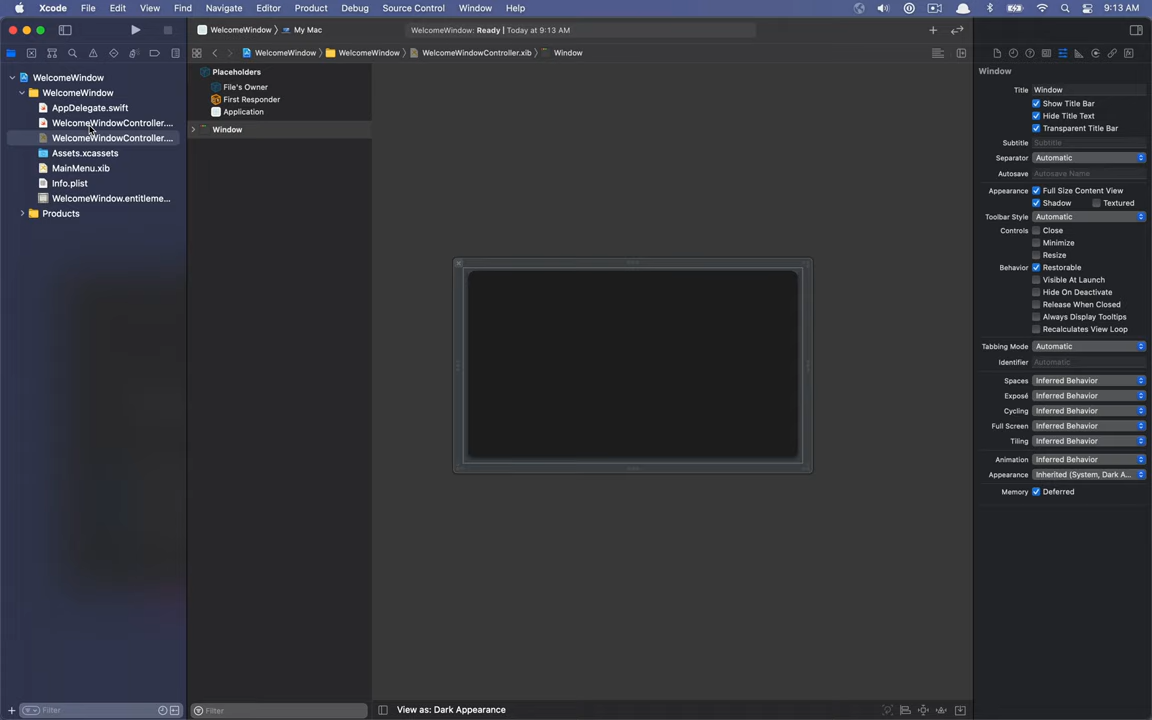 Xcode File Edit View Find Navigate Editor Product Debug Source Control Window Help 9:13 AM
WelcomeWindow My Mac WelcomeWindow: Ready | Today at 9:13 AM
WelcomeWindow WelcomeWindow WelcomeWindowController.xib Window
WelcomeWindow
WelcomeWindow
AppDelegate.swift
WelcomeWindowController....
WelcomeWindowController....
Assets.xcassets
MainMenu.xib
Info.plist
WelcomeWindow.entitleme...
Products
Filter
Placeholders
File's Owner
First Responder
Application
Window
Filter
View as: Dark Appearance
Window
Title Window
Show Title Bar
Hide Title Text
Transparent Title Bar
Subtitle Subtitle
Separator Automatic
Autosave Autosave Name
Appearance Full Size Content View
Shadow Textured
Toolbar Style Automatic
Controls Close
Minimize
Resize
Behavior Restorable
Visible At Launch
Hide On Deactivate
Release When Closed
Always Display Tooltips
Recalculates View Loop
Tabbing Mode Automatic
Identifier Automatic
Spaces Inferred Behavior
Exposé Inferred Behavior
Cycling Inferred Behavior
Full Screen Inferred Behavior
Tiling Inferred Behavior
Animation Inferred Behavior
Appearance Inherited (System, Dark A...
Memory Deferred